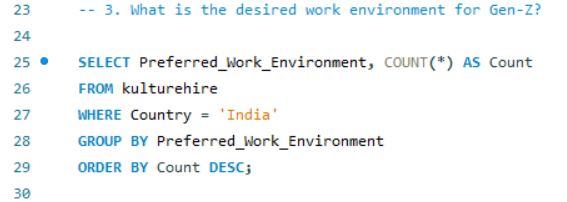 23 -- 3. What is the desired work environment for Gen-Z?
24
25 SELECT Preferred_Work_Environment, COUNT(*) AS Count
26 FROM kulturehire
27 WHERE Country = 'India'
28 GROUP BY Preferred_Work_Environment
29 ORDER BY Count DESC;
30